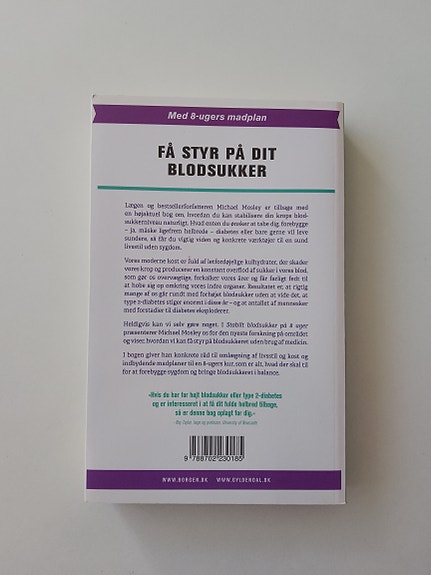 Med 8-ugers madplan
FÅ STYR PÅ DIT
BLODSUKKER
Lægen og bestsellerforfatteren Michael Mosley er tilbage med
en højaktuel bog om, hvordan du kan stabilisere din krops blod-
sukkerniveau naturligt. Hvad enten du ønsker at tabe dig, forebygge
– ja, måske ligefrem helbrede – diabetes eller bare gerne vil leve
sundere, så får du vigtig viden og konkrete værktøjer til en sund
livsstil uden sygdom.
Vores moderne kost er fuld af letfordøjelige kulhydrater, der skader
vores krop og producerer en konstant overflod af sukker i vores blod,
som gør os overvægtige, forkalker vores årer og får farligt fedt til
at hobe sig op omkring vores indre organer. Resultatet er, at rigtig
mange af os går rundt med forhøjet blodsukker uden at vide det, at
type 2-diabetes stiger enormt i disse år – og at antallet af mennesker
med forstadier til diabetes eksploderer.
Heldigvis kan vi selv gøre noget. I Stabilt blodsukker på 8 uger
præsenterer Michael Mosley os for den nyeste forskning på området
og viser, hvordan vi kan få styr på blodsukkeret uden brug af medicin.
I bogen giver han konkrete råd til omlægning af livsstil og kost og
indbydende madplaner til en 8-ugers kur, som er alt, hvad der skal til
for at forebygge sygdom og bringe blodsukkeret i balance.
»Hvis du har for højt blodsukker eller type 2-diabetes
og er interesseret i at få dit fulde helbred tilbage,
så er denne bog oplagt for dig.«
–Roy Taylor, læge og professor, University of Newcastle
9 788702 230185
WWW.BORGEN.DK WWW.GYLDENDAL.DK